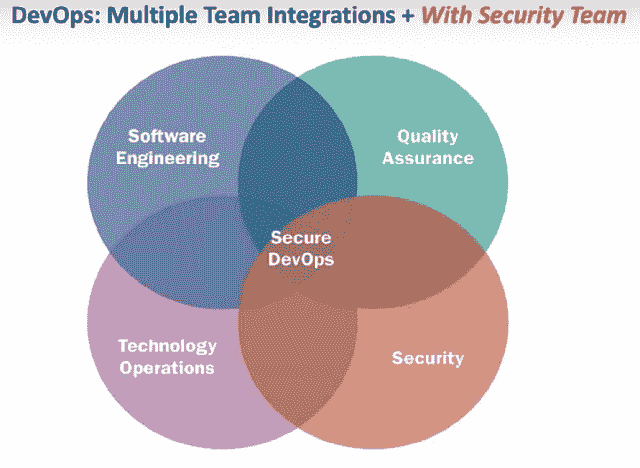 DevOps: Multiple Team Integrations + With Security Team
Software
Engineering
Quality
Assurance
Secure
DevOps
Technology
Operations
Security